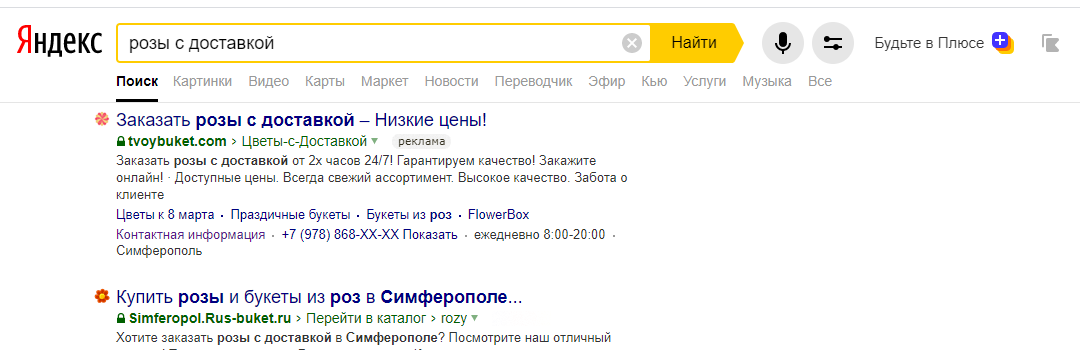 Яндекс розы с доставкой Найти Будьте в Плюсе
Поиск Картинки Видео Карты Маркет Новости Переводчик Эфир Кью Услуги Музыка Все
Заказать розы с доставкой – Низкие цены!
tvoybuket.com › Цветы-с-Доставкой реклама
Заказать розы с доставкой от 2х часов 24/7! Гарантируем качество! Закажите
онлайн! · Доступные цены. Всегда свежий ассортимент. Высокое качество. Забота о
клиенте
Цветы к 8 марта · Праздичные букеты · Букеты из роз · FlowerBox
Контактная информация · +7 (978) 868-XX-XX Показать · ежедневно 8:00-20:00 ·
Симферополь
Купить розы и букеты из роз в Симферополе...
Simferopol.Rus-buket.ru › Перейти в каталог › rozy
Хотите заказать розы с доставкой в Симферополе? Посмотрите наш отличный